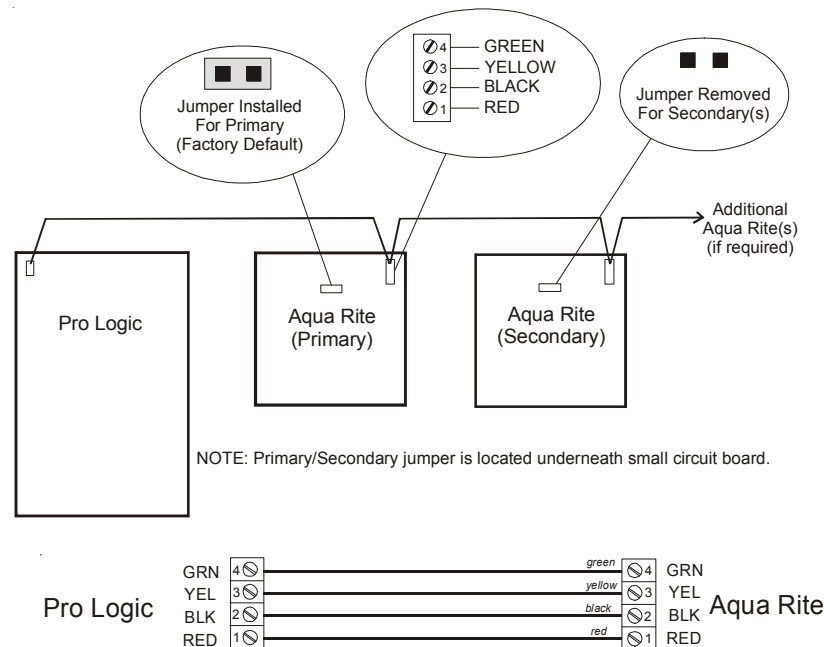 Jumper Installed
For Primary
(Factory Default)
4 GREEN
3 YELLOW
2 BLACK
1 RED
Jumper Removed
For Secondary(s)
Additional
Aqua Rite(s)
(if required)
Pro Logic
Aqua Rite
(Primary)
Aqua Rite
(Secondary)
NOTE: Primary/Secondary jumper is located underneath small circuit board.
Pro Logic
GRN 4 green 4 GRN
YEL 3 yellow 3 YEL
BLK 2 black 2 BLK
RED 1 red 1 RED
Aqua Rite